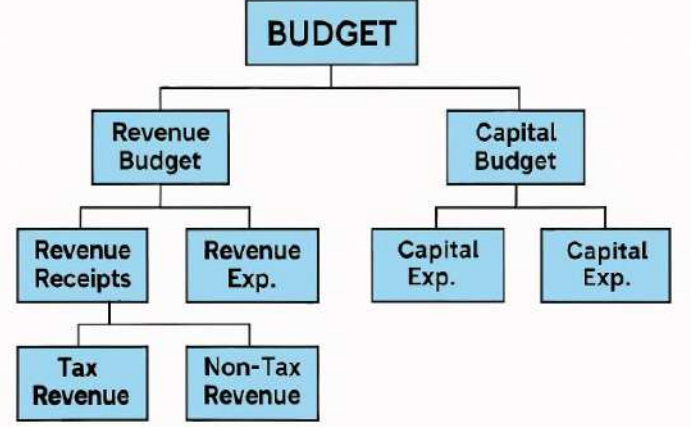 BUDGET
Revenue
Budget
Capital
Budget
Revenue
Receipts
Revenue
Exp.
Capital
Exp.
Capital
Exp.
Tax
Revenue
Non-Tax
Revenue